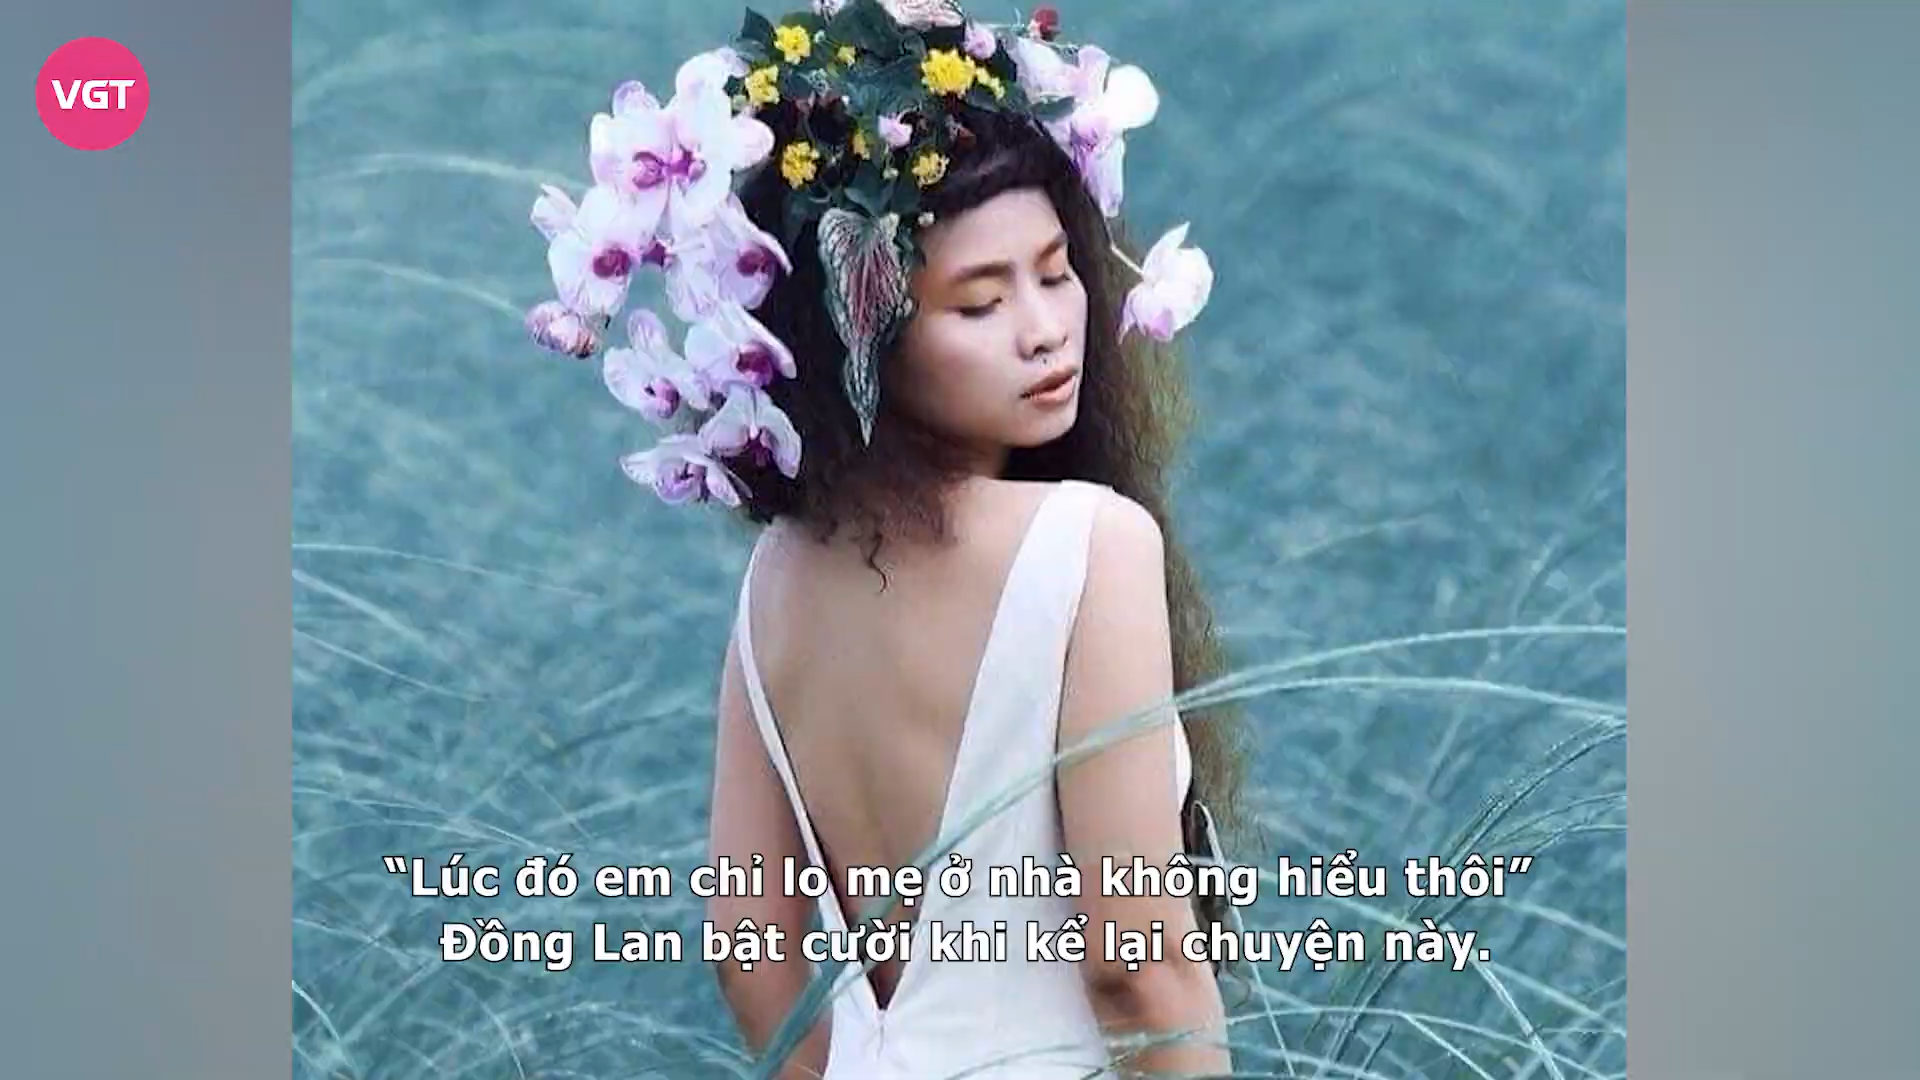 VGT
“Lúc đó em chỉ lo mẹ ở nhà không hiểu thôi”
Đồng Lan bật cười khi kể lại chuyện này.